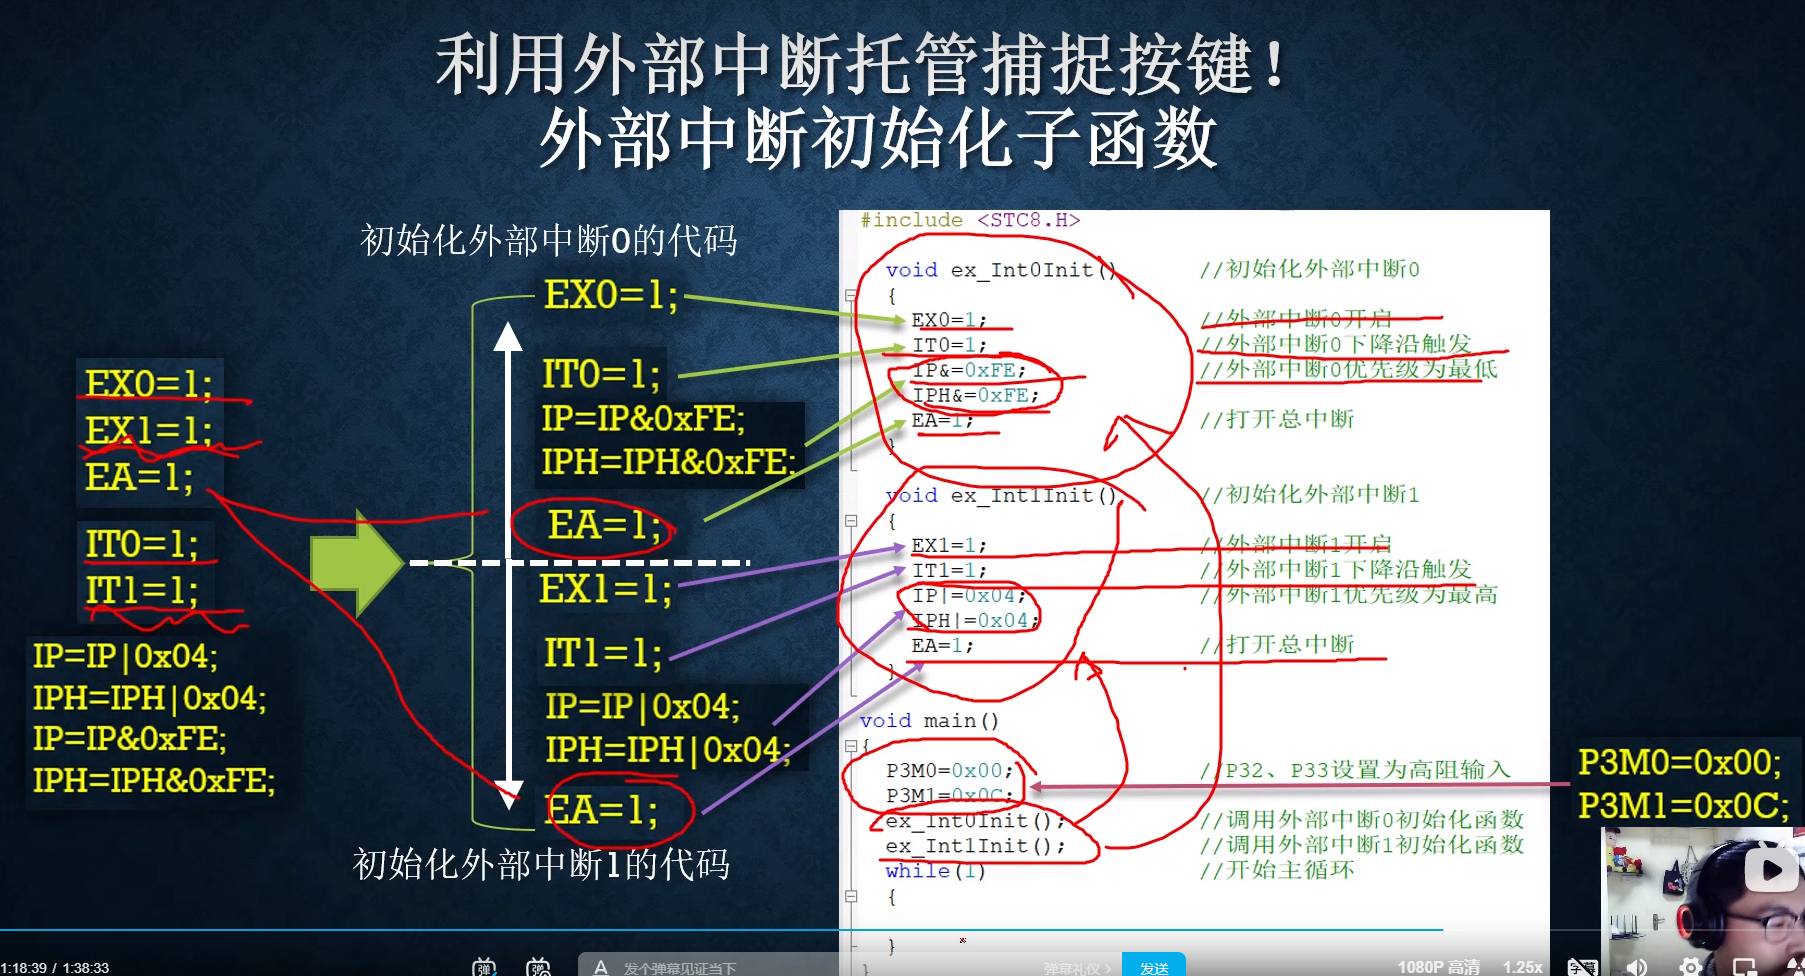 利用外部中断托管捕捉按键！
外部中断初始化子函数
初始化外部中断0的代码
EX0=1;
EX1=1;
EA=1;
IT0=1;
IT1=1;
IP=IP|0x04;
IPH=IPH|0x04;
IP=IP&0xFE;
IPH=IPH&0xFE;
EX0=1;
IT0=1;
IP=IP&0xFE;
IPH=IPH&0xFE;
EA=1;
EX1=1;
IT1=1;
IP=IP|0x04;
IPH=IPH|0x04;
EA=1;
初始化外部中断1的代码
#include <STC8.H>
void ex_Int0Init() //初始化外部中断0
{
EX0=1; //外部中断0开启
IT0=1; //外部中断0下降沿触发
IP&=0xFE; //外部中断0优先级为最低
IPH&=0xFE;
EA=1; //打开总中断
}
void ex_Int1Init() //初始化外部中断1
{
EX1=1; //外部中断1开启
IT1=1; //外部中断1下降沿触发
IP|=0x04; //外部中断1优先级为最高
IPH|=0x04;
EA=1; //打开总中断
}
void main()
{
P3M0=0x00; //P32、P33设置为高阻输入
P3M1=0x0C;
ex_Int0Init(); //调用外部中断0初始化函数
ex_Int1Init(); //调用外部中断1初始化函数
while(1) //开始主循环
{
}
}
P3M0=0x00;
P3M1=0x0C;
1:18:39 / 1:38:33
弹
弹
A 发个弹幕见证当下
弹幕礼仪 >
发送
1080P 高清
1.25x
字幕